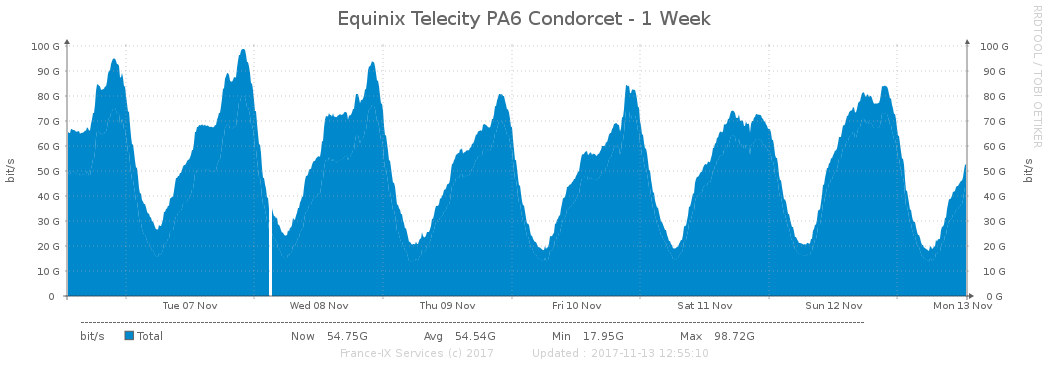 Equinix Telecity PA6 Condorcet - 1 Week
RRDTOOL / TOBI OETIKER
bit/s
100 G
90 G
80 G
70 G
60 G
50 G
40 G
30 G
20 G
10 G
0
100 G
90 G
80 G
70 G
60 G
50 G
40 G
30 G
20 G
10 G
0 G
bit/s
Tue 07 Nov Wed 08 Nov Thu 09 Nov Fri 10 Nov Sat 11 Nov Sun 12 Nov Mon 13 Nov
bit/s Total Now 54.75G Avg 54.54G Min 17.95G Max 98.72G
France-IX Services (c) 2017 Updated : 2017-11-13 12:55:10